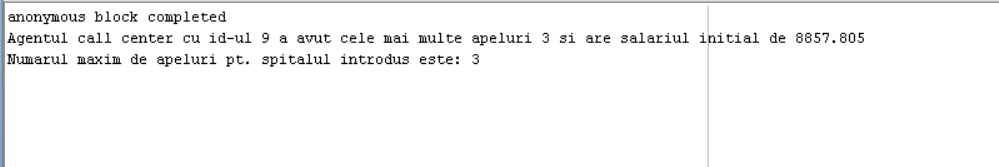 anonymous block completed
Agentul call center cu id-ul 9 a avut cele mai multe apeluri 3 si are salariul initial de 8857.805
Numarul maxim de apeluri pt. spitalul introdus este: 3